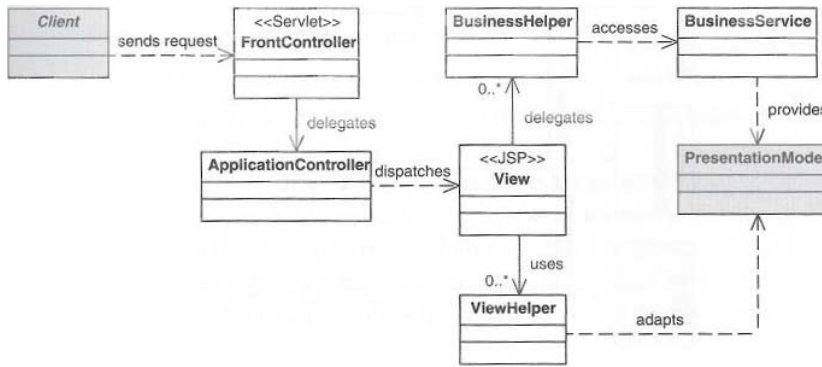 Client
sends request
<<Servlet>>
FrontController
delegates
ApplicationController
dispatches
<<JSP>>
View
BusinessHelper
accesses
BusinessService
0..*
delegates
provides
PresentationMode
uses
0..*
ViewHelper
adapts